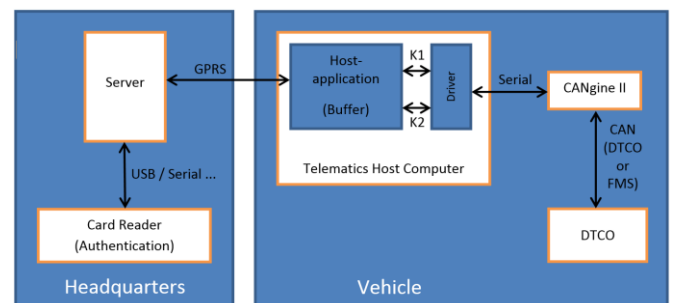 Server
GPRS
USB / Serial ...
Card Reader
(Authentication)
Headquarters
Host-
application
(Buffer)
K1
K2
Driver
Telematics Host Computer
Serial
CANgine II
CAN
(DTCO
or
FMS)
DTCO
Vehicle